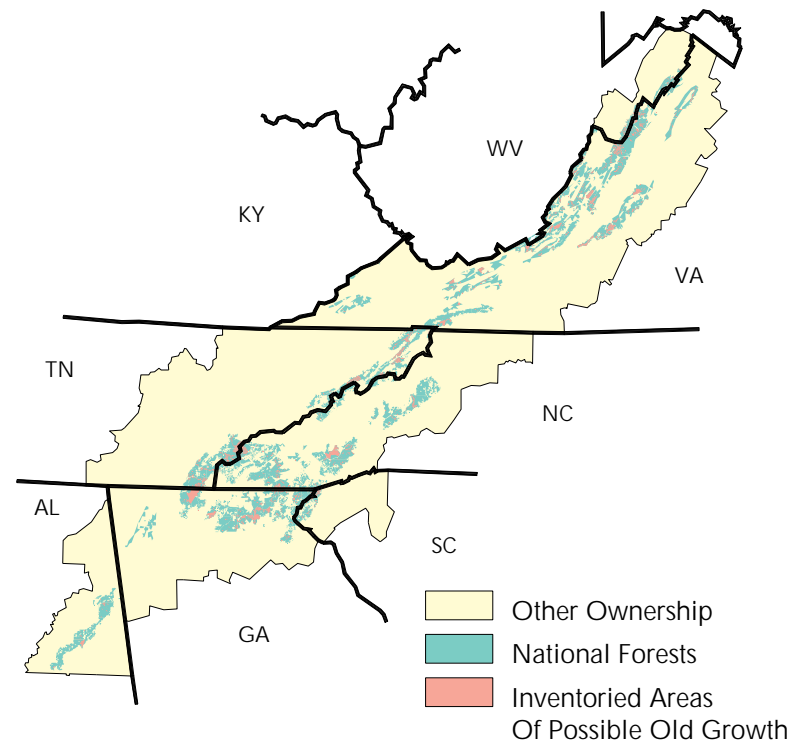 WV
KY
VA
TN
NC
AL
SC
GA
Other Ownership
National Forests
Inventoried Areas
Of Possible Old Growth